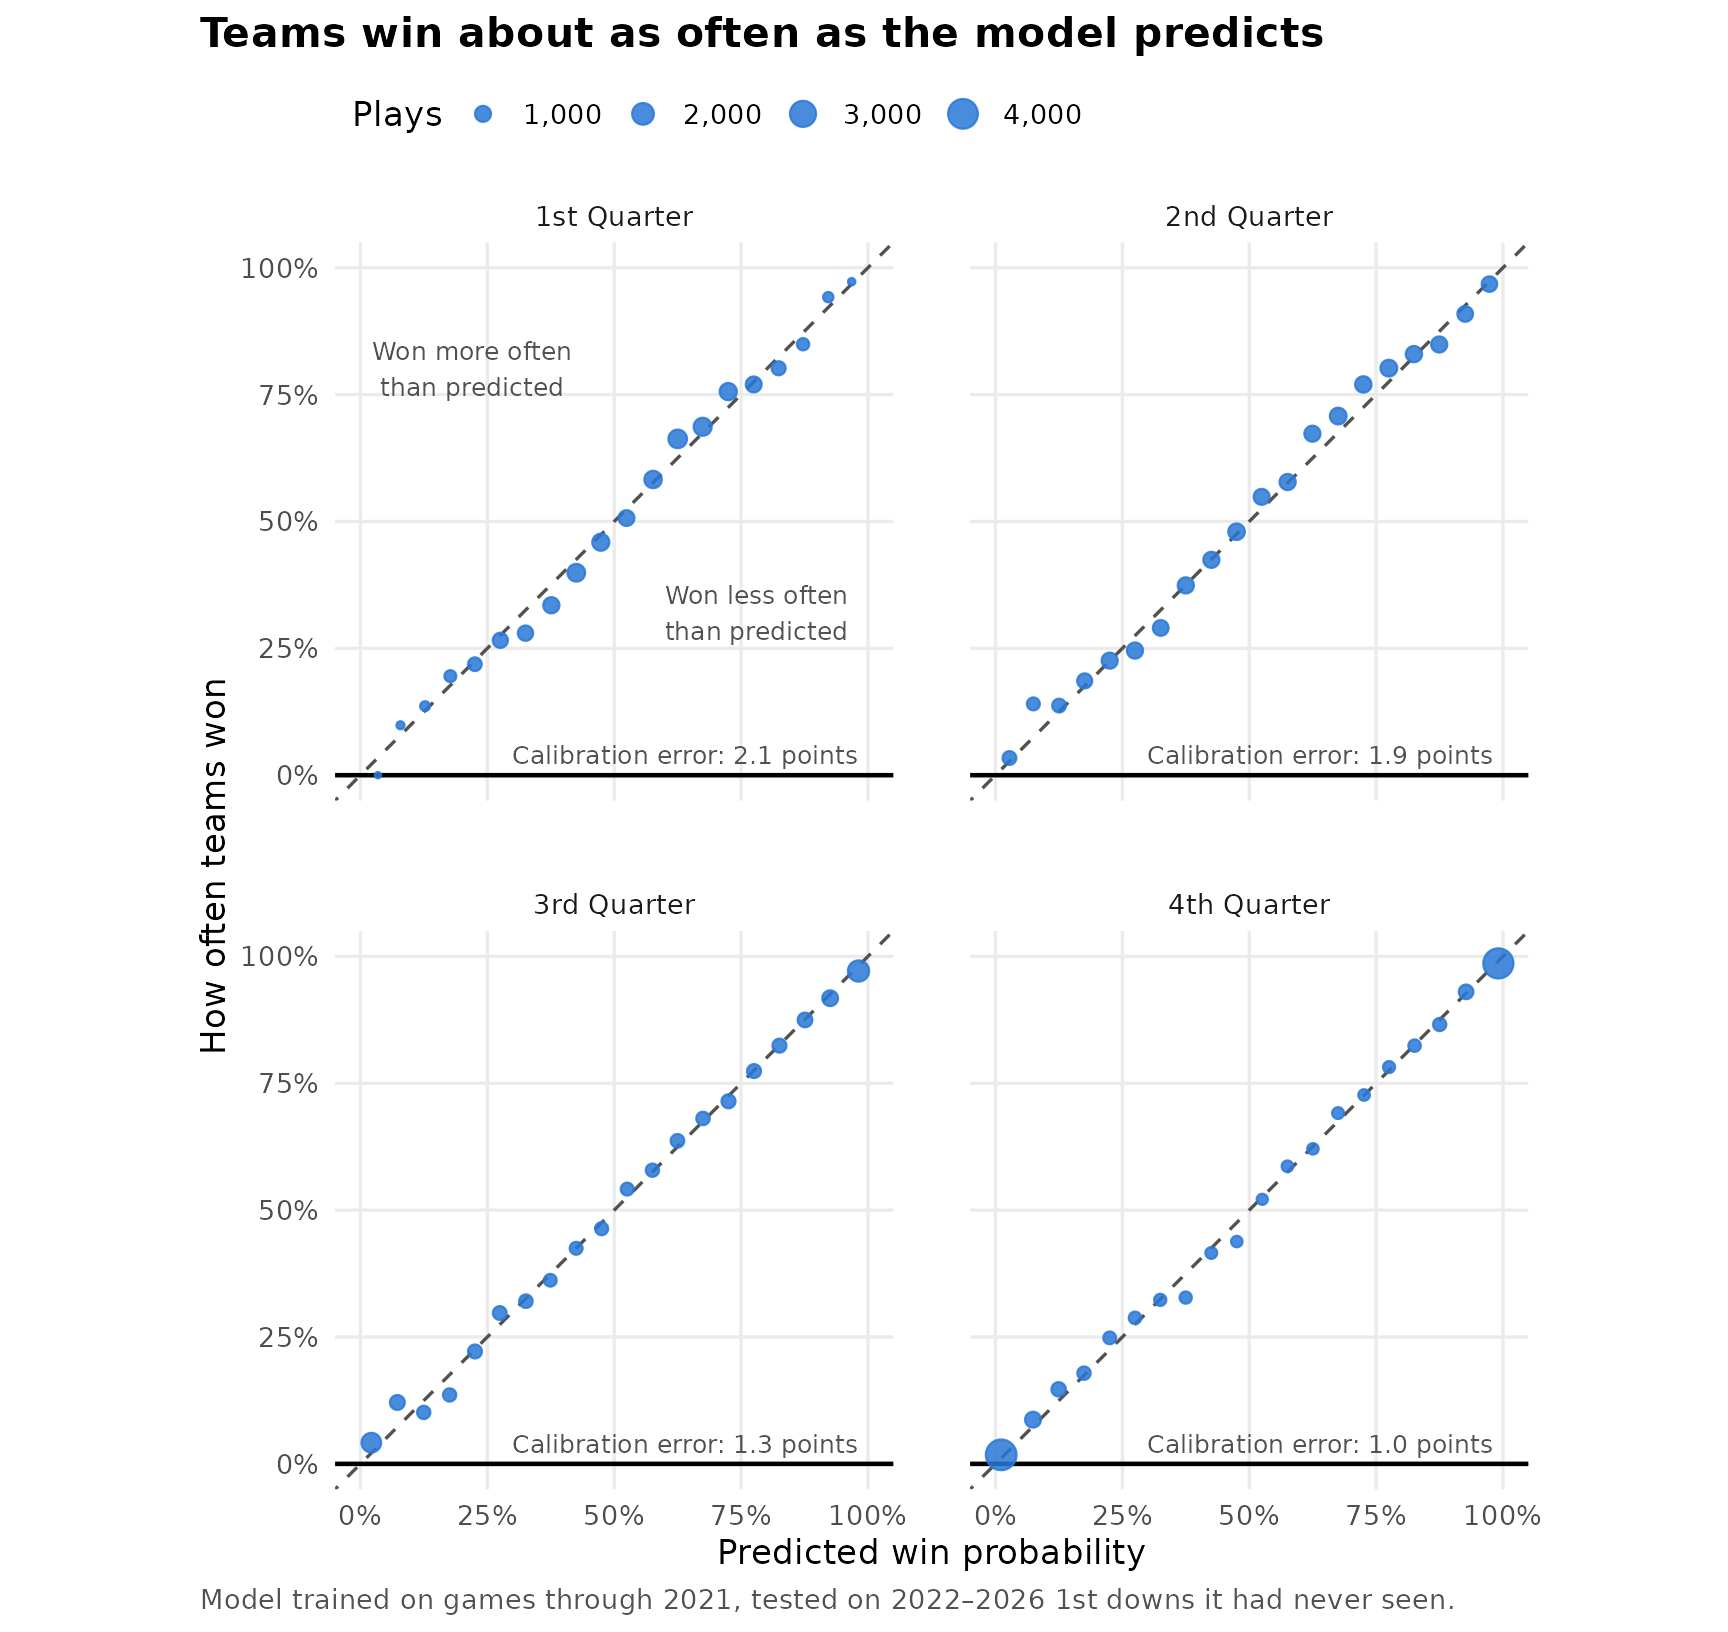 Teams win about as often as the model predicts
Plays 1,000 2,000 3,000 4,000
1st Quarter
2nd Quarter
100%
75%
50%
25%
0%
Won more often
than predicted
Won less often
than predicted
Calibration error: 2.1 points
Calibration error: 1.9 points
How often teams won
3rd Quarter
4th Quarter
100%
75%
50%
25%
0%
Calibration error: 1.3 points
Calibration error: 1.0 points
0% 25% 50% 75% 100%
0% 25% 50% 75% 100%
Predicted win probability
Model trained on games through 2021, tested on 2022–2026 1st downs it had never seen.